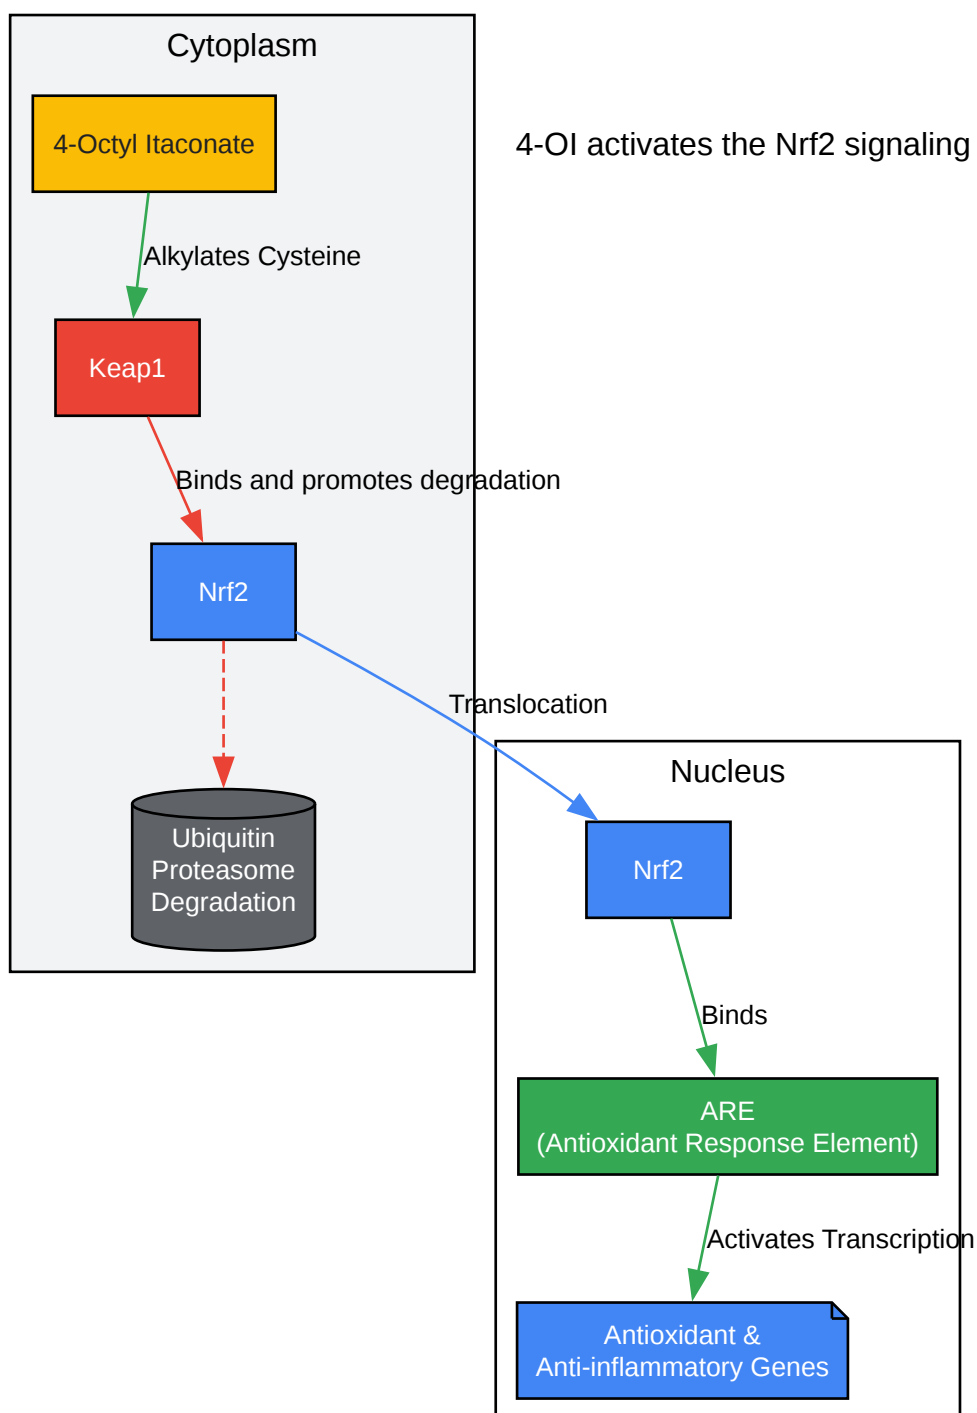 Cytoplasm
4-Octyl Itaconate
4-OI activates the Nrf2 signaling
Alkylates Cysteine
Keap1
Binds and promotes degradation
Nrf2
Translocation
Nucleus
Ubiquitin
Proteasome
Degradation
Nrf2
Binds
ARE
(Antioxidant Response Element)
Activates Transcription
Antioxidant &
Anti-inflammatory Genes